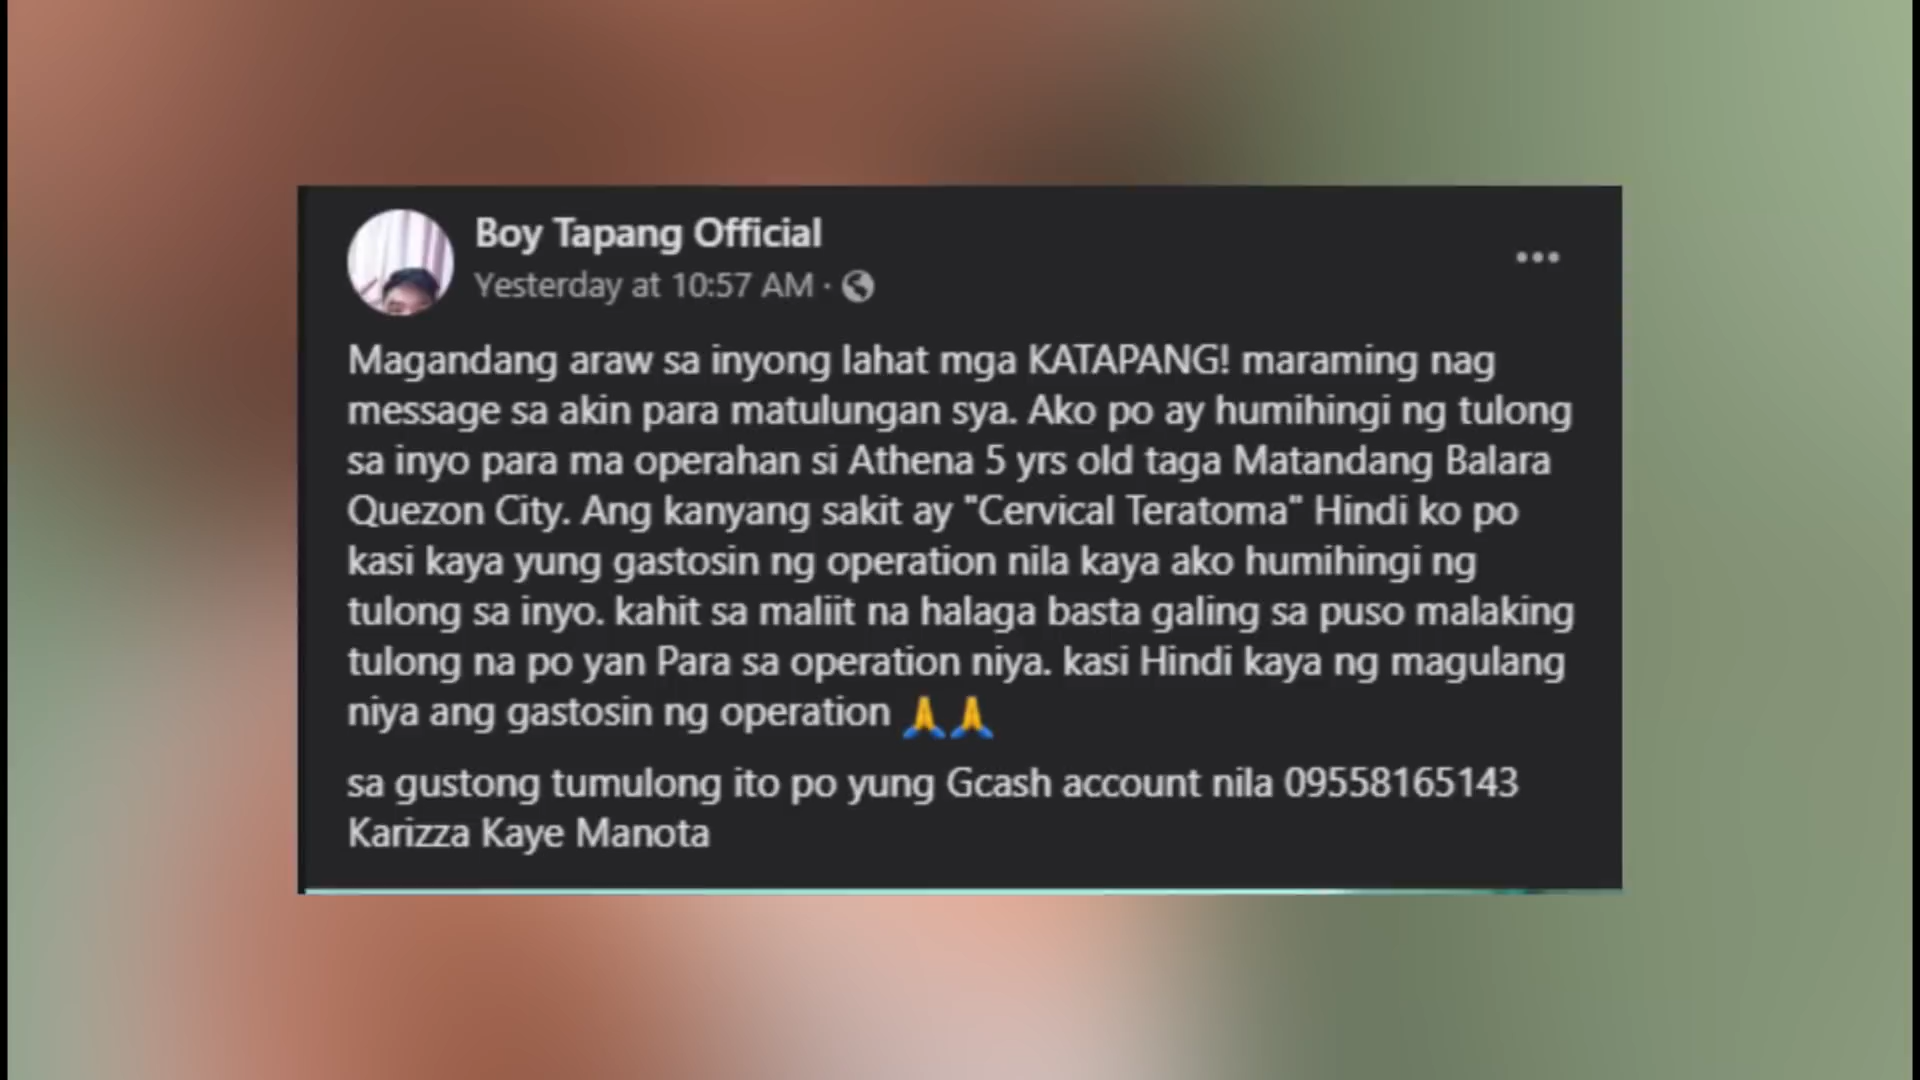 Boy Tapang Official
Yesterday at 10:57 AM ·
Magandang araw sa inyong lahat mga KATAPANG! maraming nag
message sa akin para matulungan sya. Ako po ay humihingi ng tulong
sa inyo para ma operahan si Athena 5 yrs old taga Matandang Balara
Quezon City. Ang kanyang sakit ay "Cervical Teratoma" Hindi ko po
kasi kaya yung gastosin ng operation nila kaya ako humihingi ng
tulong sa inyo. kahit sa maliit na halaga basta galing sa puso malaking
tulong na po yan Para sa operation niya. kasi Hindi kaya ng magulang
niya ang gastosin ng operation 🙏🙏
sa gustong tumulong ito po yung Gcash account nila 09558165143
Karizza Kaye Manota